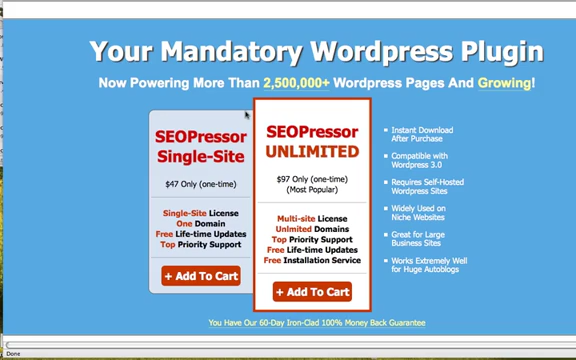 Your Mandatory Wordpress Plugin
Now Powering More Than 2,500,000+ Wordpress Pages And Growing!
SEOPressor
Single-Site
$47 Only (one-time)
Single-Site License
One Domain
Free Life-time Updates
Top Priority Support
+ Add To Cart
SEOPressor
UNLIMITED
$97 Only (one-time)
(Most Popular)
Multi-site License
Unlmited Domains
Top Priority Support
Free Life-time Updates
Free Installation Service
+ Add To Cart
Instant Download
After Purchase
Compatible with
Wordpress 3.0
Requires Self-Hosted
Wordpress Sites
Widely Used on
Niche Websites
Great for Large
Business Sites
Works Extremely Well
for Huge Autoblogs
You Have Our 60-Day Iron-Clad 100% Money Back Guarantee
Done